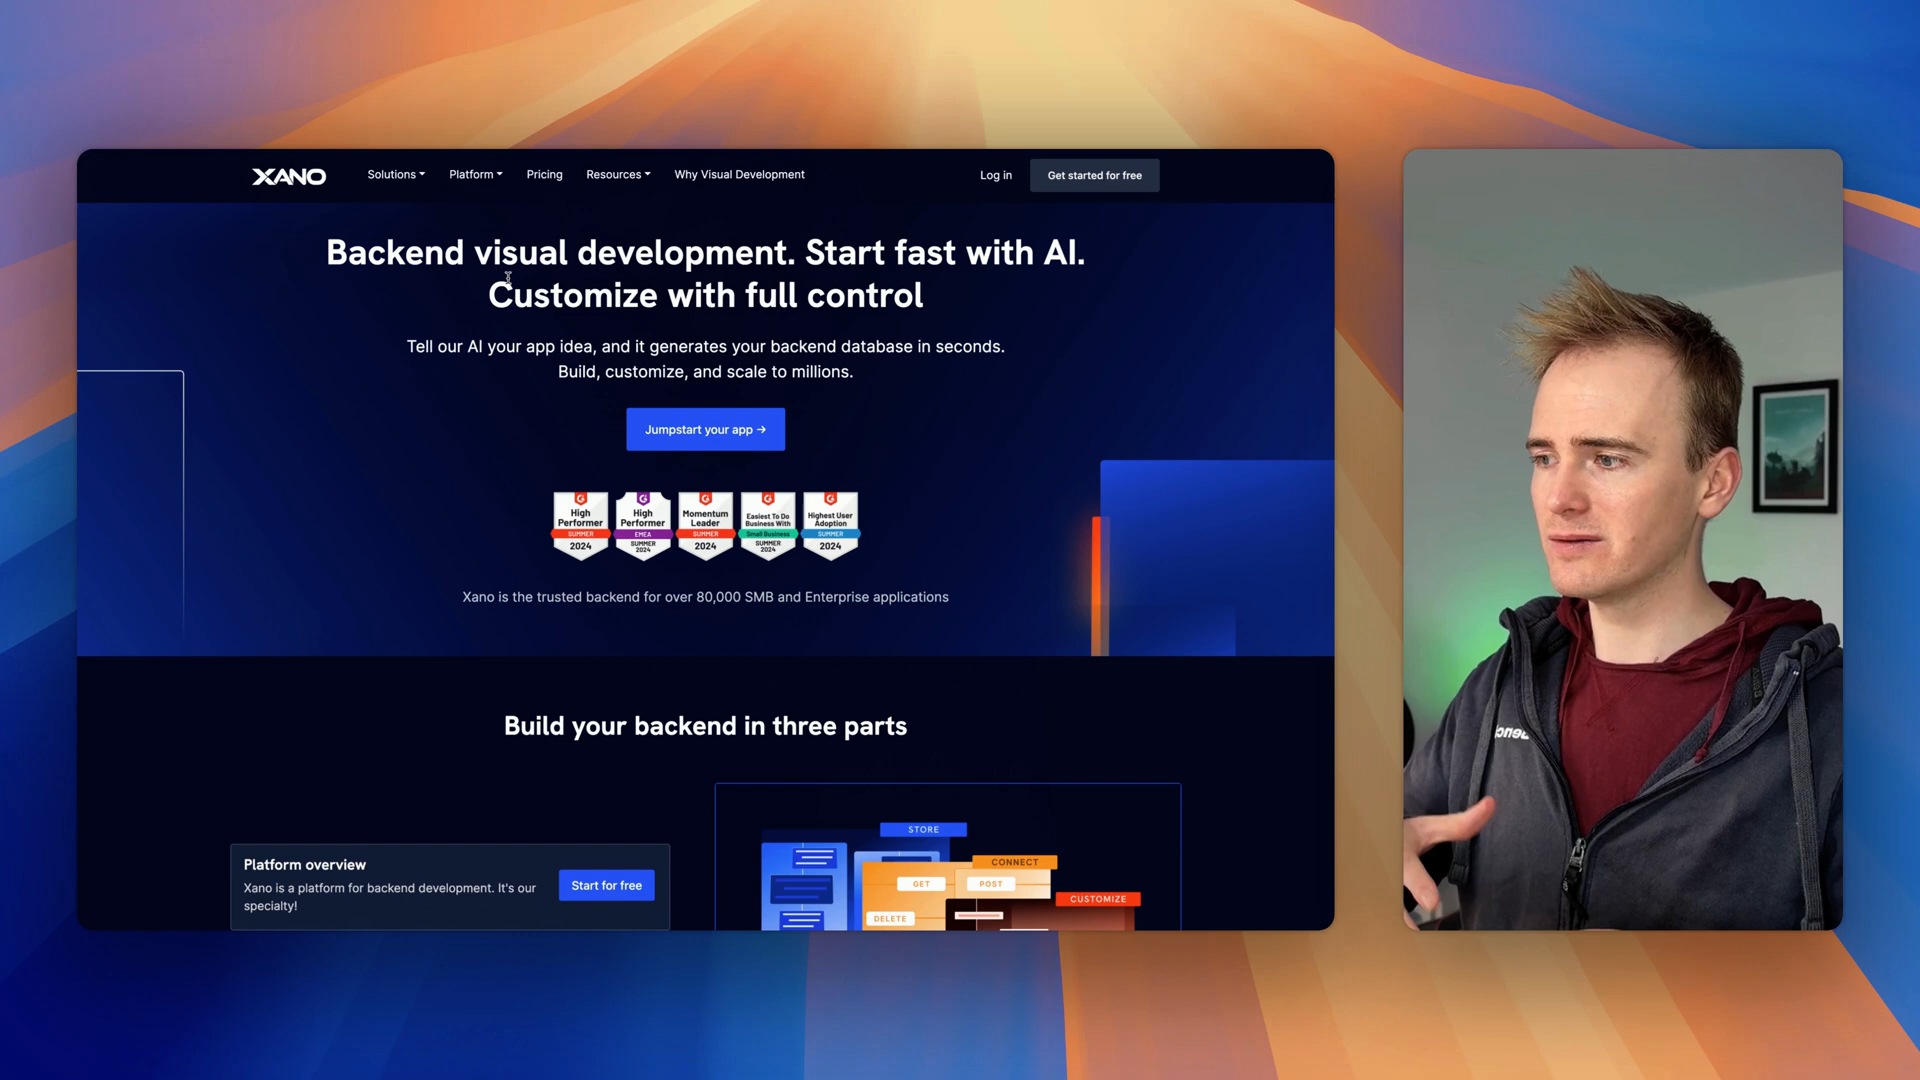 XANO
Solutions
Platform
Pricing
Resources
Why Visual Development
Log in
Get started for free
Backend visual development. Start fast with AI.
Customize with full control
Tell our AI your app idea, and it generates your backend database in seconds.
Build, customize, and scale to millions.
Jumpstart your app →
High
Performer
SUMMER
2024
High
Performer
EMEA
SUMMER
2024
Momentum
Leader
SUMMER
2024
Easiest To Do
Business With
Small Business
SUMMER
2024
Highest User
Adoption
SUMMER
2024
Xano is the trusted backend for over 80,000 SMB and Enterprise applications
Build your backend in three parts
Platform overview
Xano is a platform for backend development. It's our
specialty!
Start for free
STORE
CONNECT
GET
POST
CUSTOMIZE
DELETE